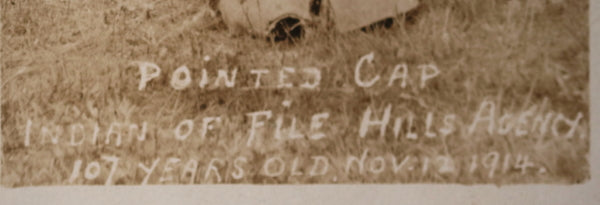 POINTED CAP
INDIAN OF FILE HILLS AGENCY.
107 YEARS OLD. NOV. 12 1914.